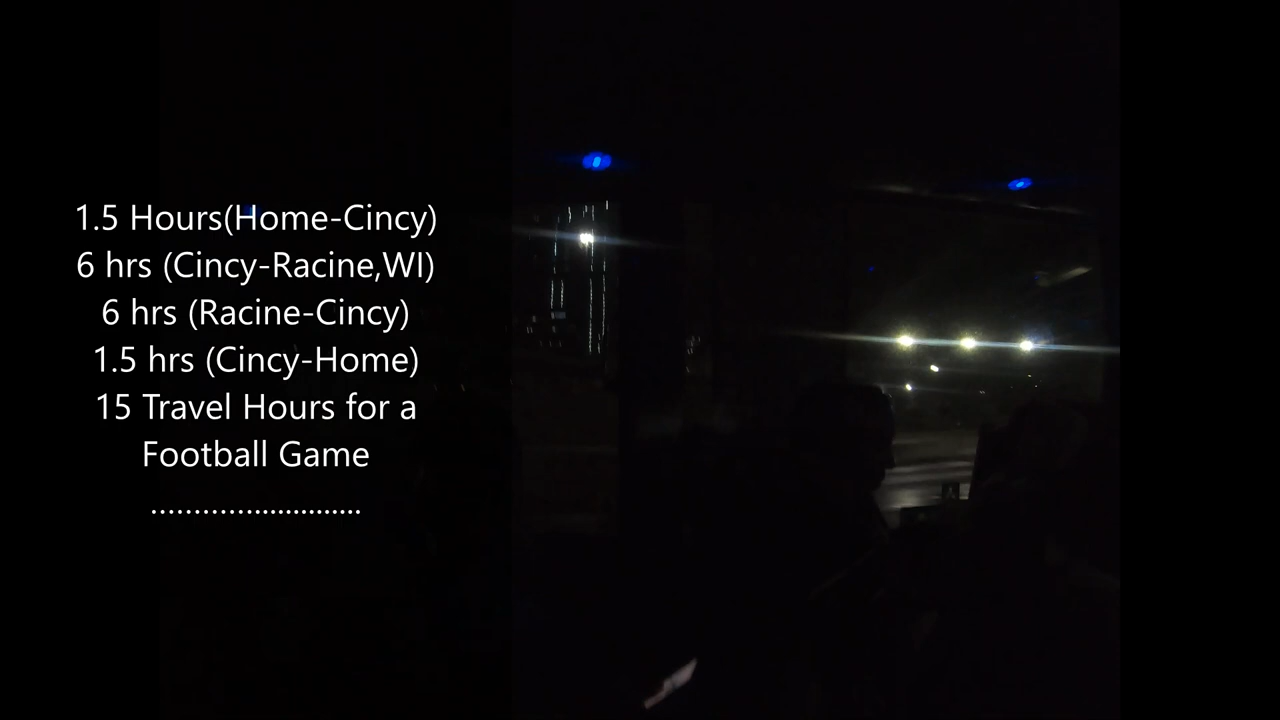 1.5 Hours(Home-Cincy)
6 hrs (Cincy-Racine,WI)
6 hrs (Racine-Cincy)
1.5 hrs (Cincy-Home)
15 Travel Hours for a
Football Game
.........................